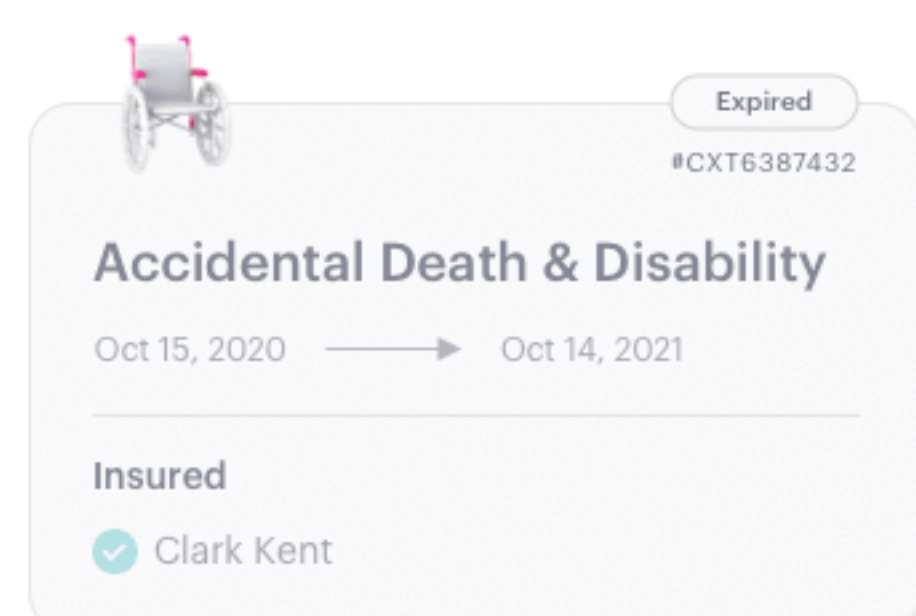 Expired
#CXT6387432
Accidental Death & Disability
Oct 15, 2020 Oct 14, 2021
Insured
Clark Kent